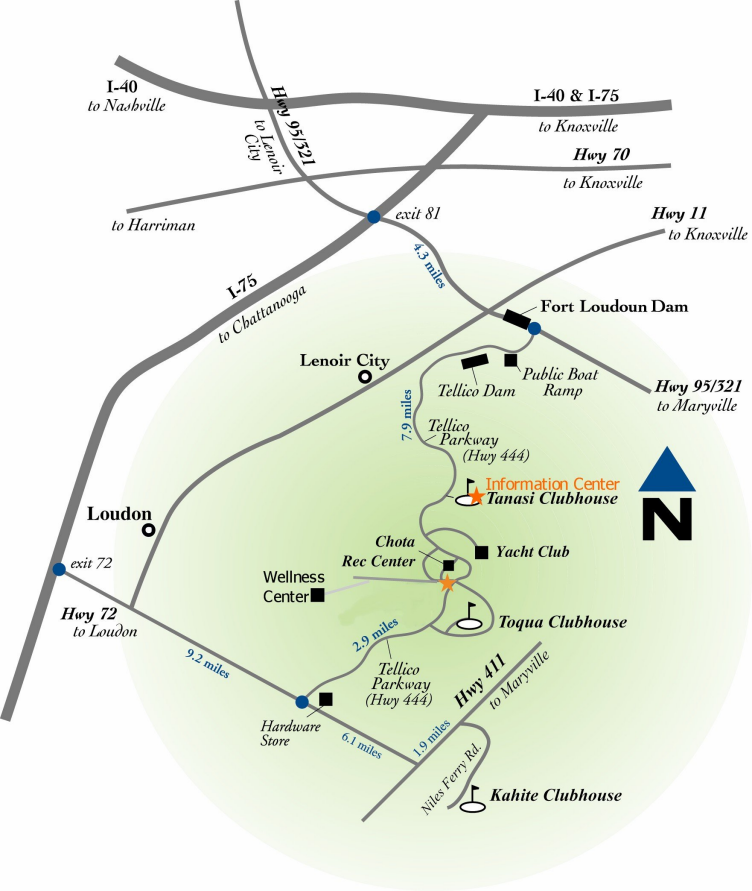 I-40
to Nashville
Hwy 95/321
to Lenoir
City
I-40 & I-75
to Knoxville
Hwy 70
to Knoxville
to Harriman
exit 81
Hwy 11
to Knoxville
4.3 miles
I-75
to Chattanooga
Fort Loudoun Dam
Lenoir City
Tellico Dam
Public Boat
Ramp
Hwy 95/321
to Maryville
7.9 miles
Tellico
Parkway
(Hwy 444)
Information Center
Tanasi Clubhouse
N
Loudon
Chota
Rec Center
Yacht Club
exit 72
Wellness
Center
Hwy 72
to Loudon
Toqua Clubhouse
2.9 miles
9.2 miles
Tellico
Parkway
(Hwy 444)
Hwy 411
to Maryville
Hardware
Store
6.1 miles
1.9 miles
Niles Ferry Rd.
Kahite Clubhouse